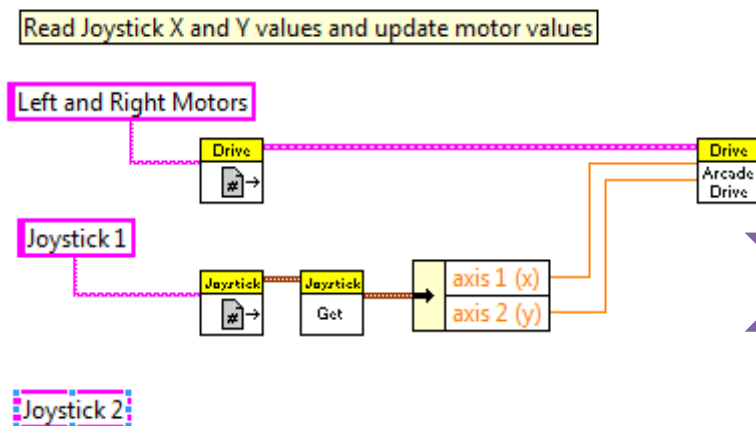 Read Joystick X and Y values and update motor values
Left and Right Motors
Drive
#
Drive
Arcade
Drive
Joystick 1
Joystick
#
Joystick
Get
axis 1 (x)
axis 2 (y)
Joystick 2